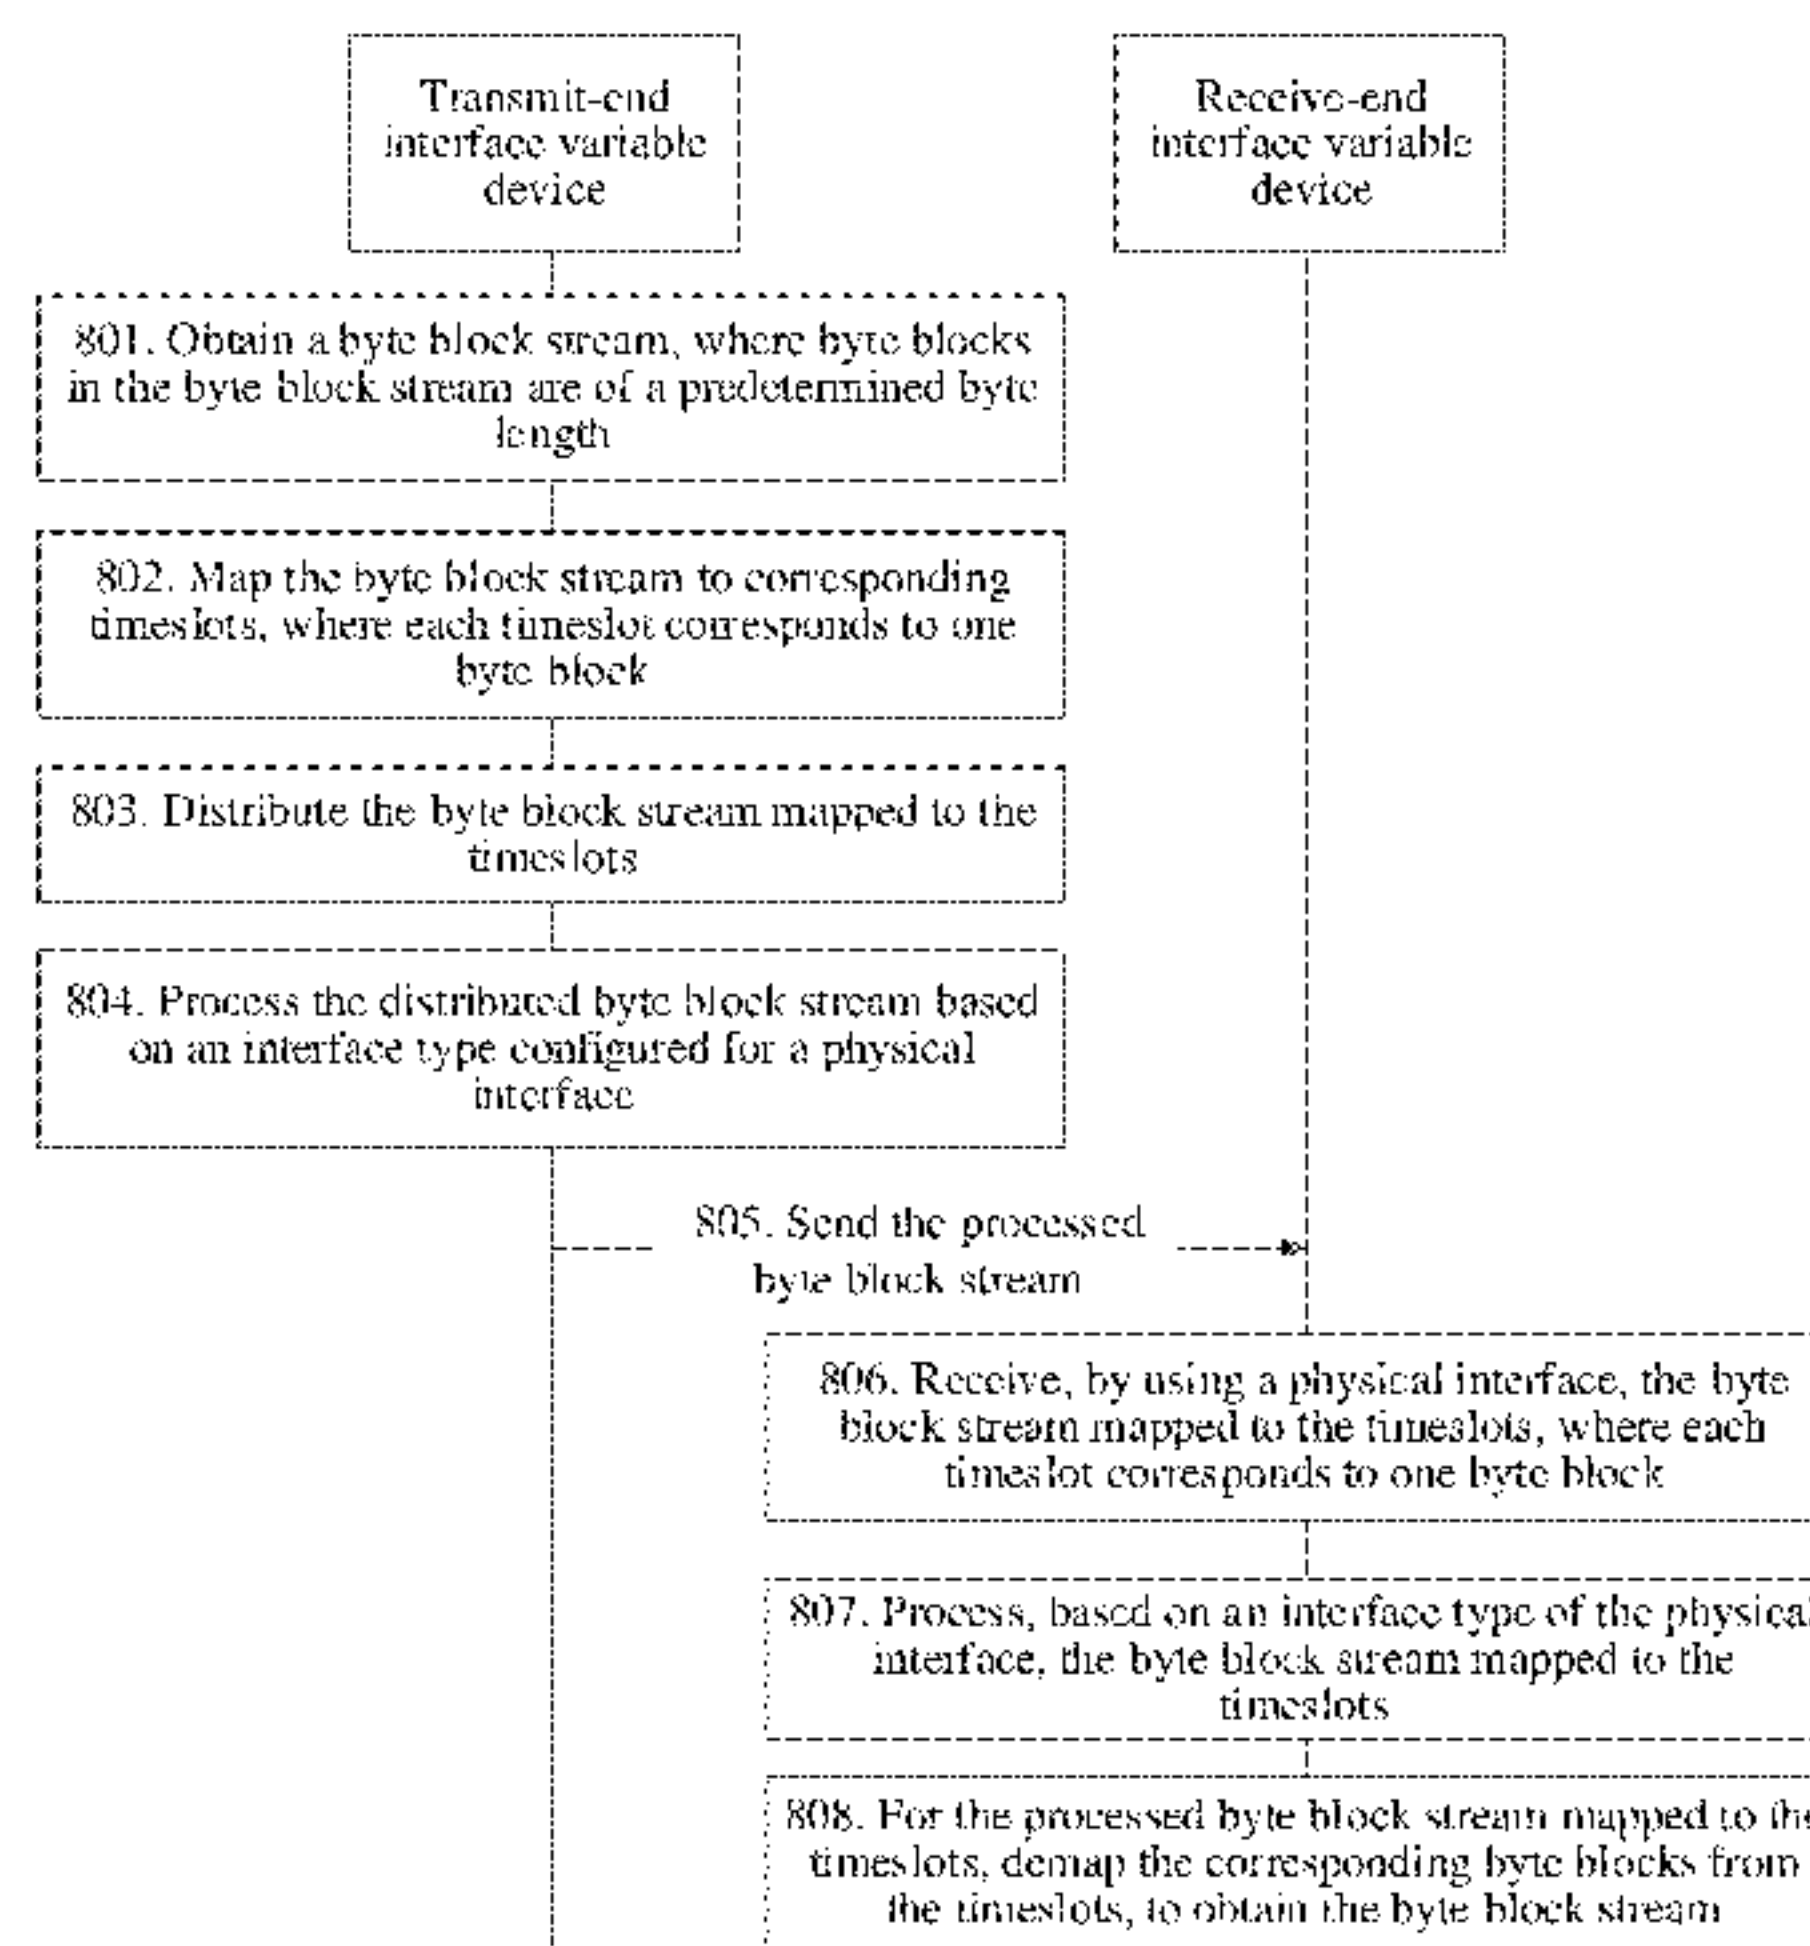 Transmit-end
interface variable
device
Receive-end
interface variable
device
801. Obtain a byte block stream, where byte blocks
in the byte block stream are of a predetermined byte
length
802. Map the byte block stream to corresponding
timeslots, where each timeslot corresponds to one
byte block
803. Distribute the byte block stream mapped to the
timeslots
804. Process the distributed byte block stream based
on an interface type configured for a physical
interface
805. Send the processed
byte block stream
806. Receive, by using a physical interface, the byte
block stream mapped to the timeslots, where each
timeslot corresponds to one byte block
807. Process, based on an interface type of the physical
interface, the byte block stream mapped to the
timeslots
808. For the processed byte block stream mapped to the
timeslots, demap the corresponding byte blocks from
the timeslots, to obtain the byte block stream